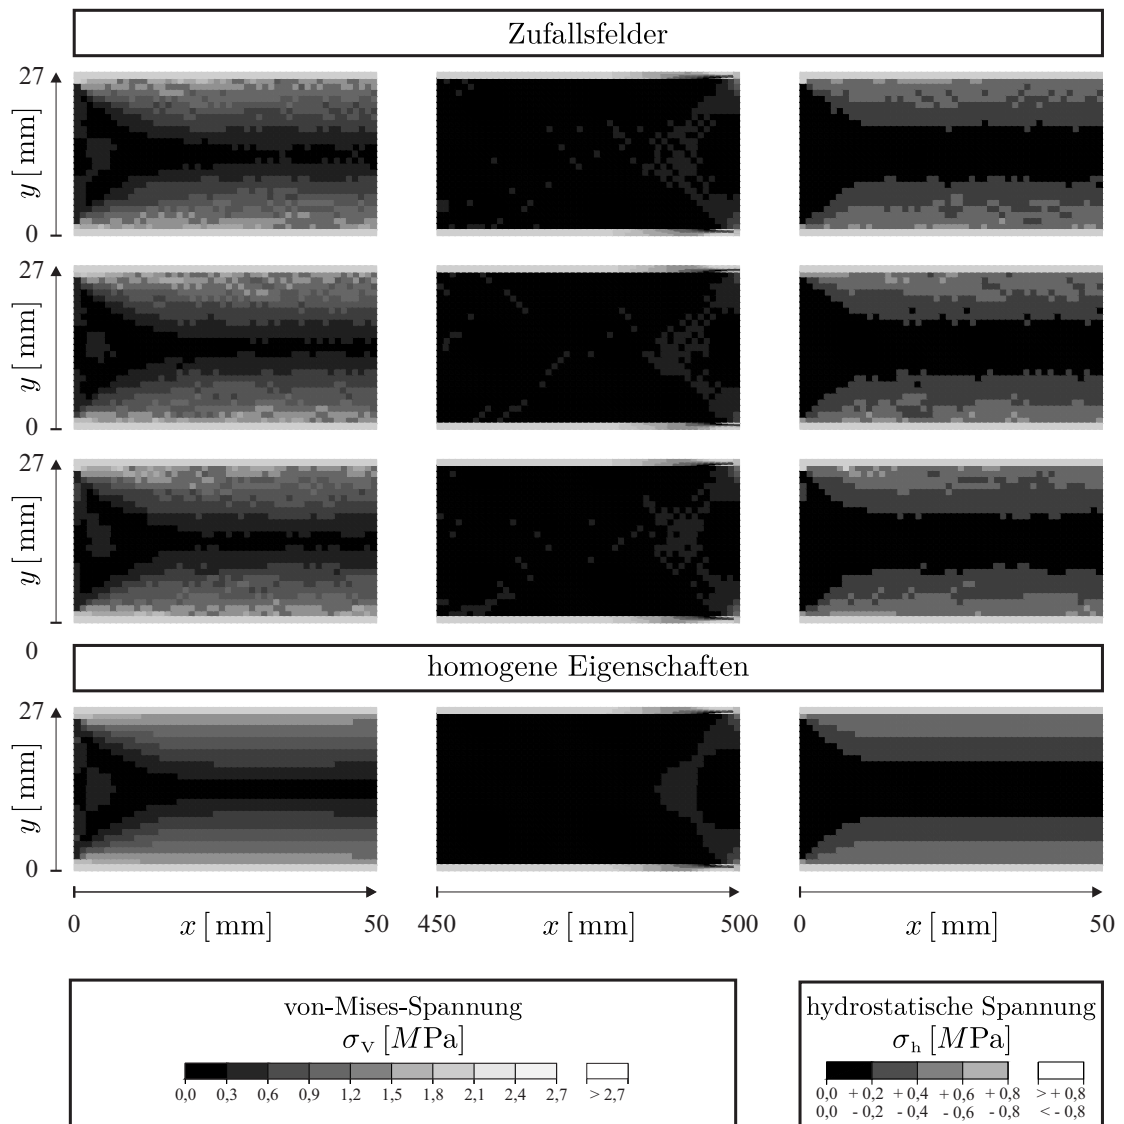 Zufallsfelder
27
y [mm]
0
27
y [mm]
0
27
y [mm]
0
homogene Eigenschaften
27
y [mm]
0
0 x [mm] 50 450 x [mm] 500 0 x [mm] 50
von-Mises-Spannung
σV [MPa]
0,0 0,3 0,6 0,9 1,2 1,5 1,8 2,1 2,4 2,7 > 2,7
hydrostatische Spannung
σh [MPa]
0,0 + 0,2 + 0,4 + 0,6 + 0,8 > + 0,8
0,0 - 0,2 - 0,4 - 0,6 - 0,8 < - 0,8